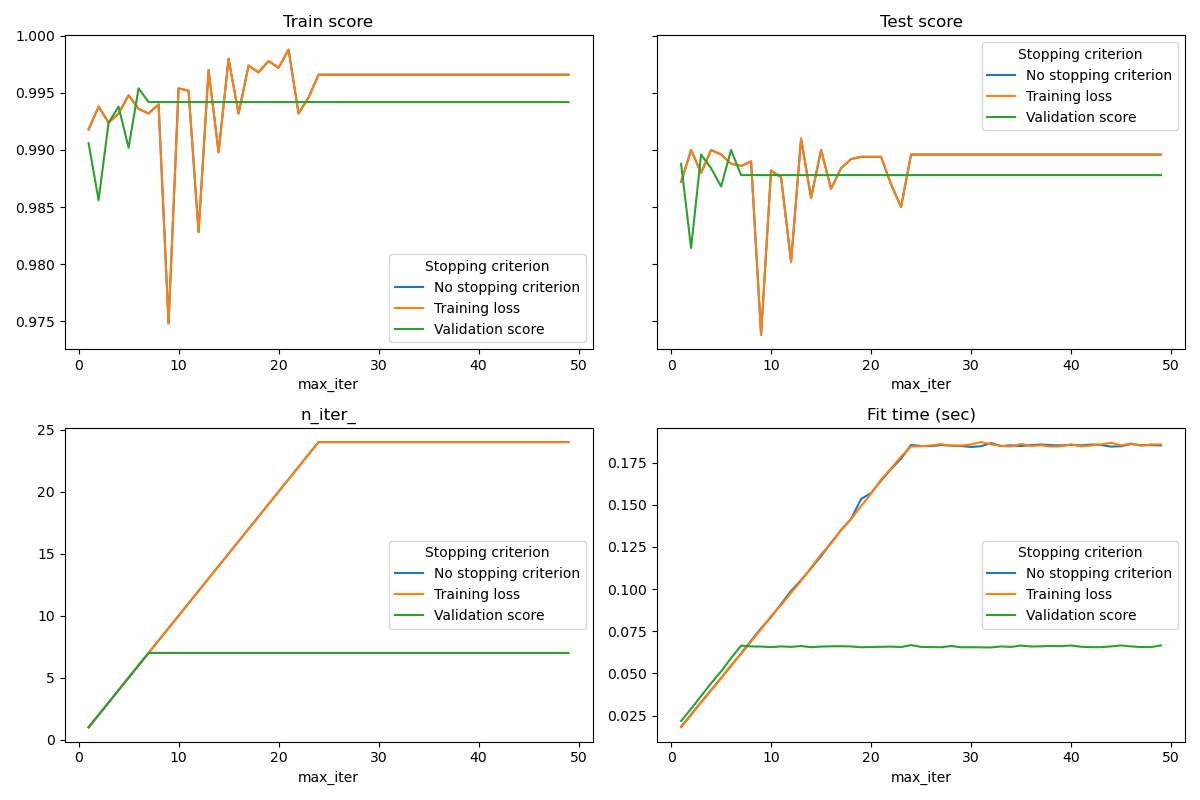 Train score
1.000
0.995
0.990
0.985
0.980
0.975
Stopping criterion
No stopping criterion
Training loss
Validation score
0 10 20 30 40 50
max_iter
Test score
Stopping criterion
No stopping criterion
Training loss
Validation score
0 10 20 30 40 50
max_iter
n_iter_
25
20
15
10
5
0
Stopping criterion
No stopping criterion
Training loss
Validation score
0 10 20 30 40 50
max_iter
Fit time (sec)
0.175
0.150
0.125
0.100
0.075
0.050
0.025
Stopping criterion
No stopping criterion
Training loss
Validation score
0 10 20 30 40 50
max_iter